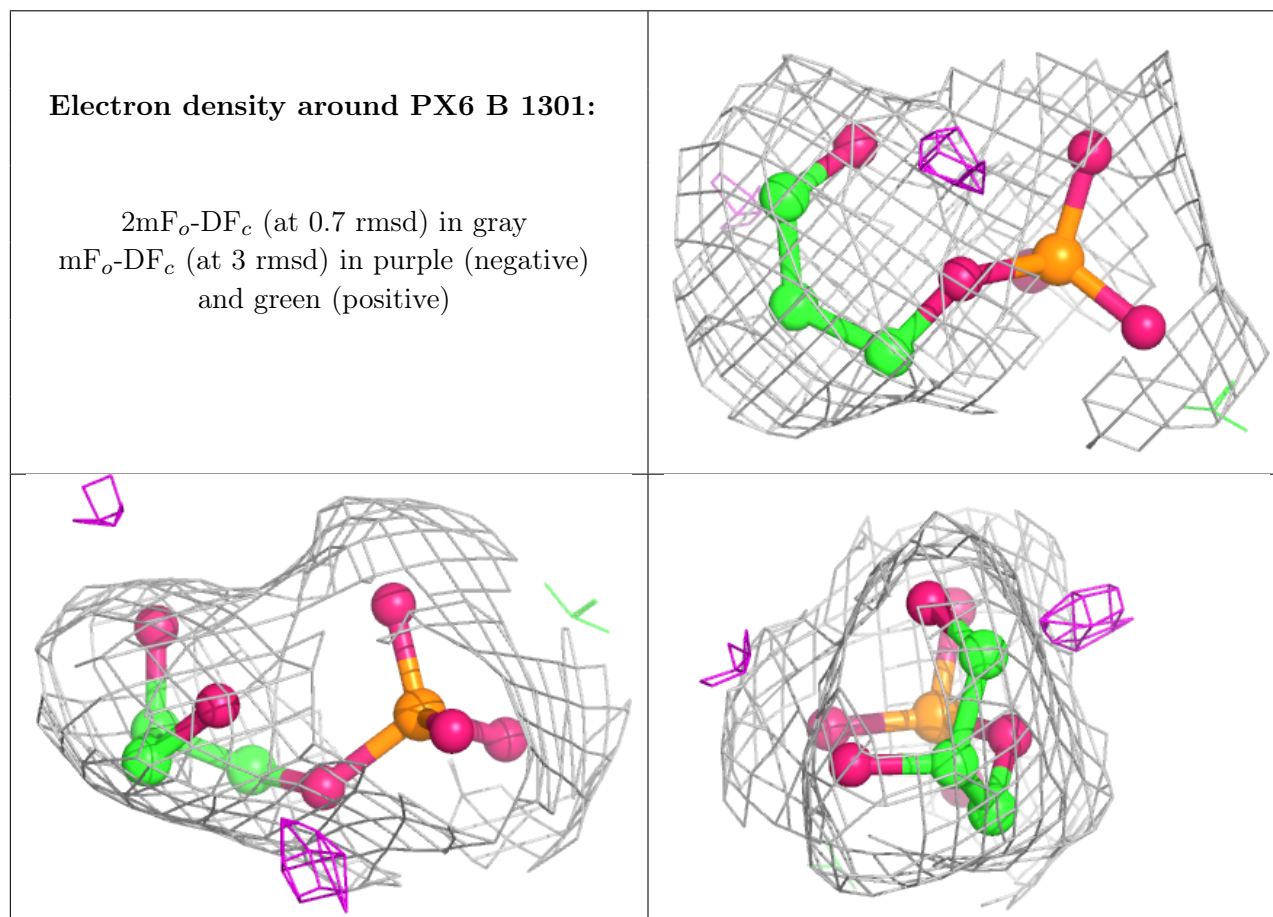 Electron density around PX6 B 1301:
2mFo-DFc (at 0.7 rmsd) in gray
mFo-DFc (at 3 rmsd) in purple (negative)
and green (positive)